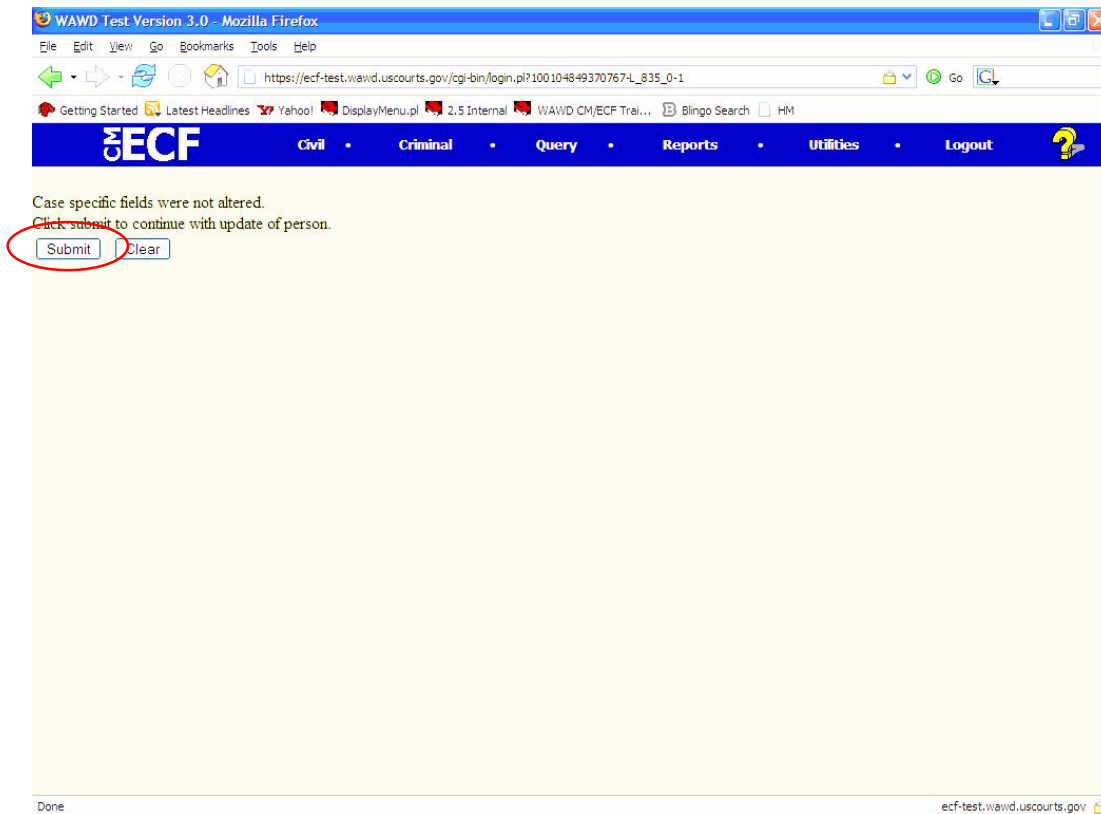 WAWD Test Version 3.0 - Mozilla Firefox
File Edit View Go Bookmarks Tools Help
https://ecf-test.wawd.uscourts.gov/cgi-bin/login.pl?100104849370767-L_835_0-1 Go G
Getting Started Latest Headlines Yahoo! DisplayMenu.pl 2.5 Internal WAWD CM/ECF Trai... Blingo Search HM
CM ECF Civil • Criminal • Query • Reports • Utilities • Logout ?
Case specific fields were not altered.
Click submit to continue with update of person.
Submit Clear
Done ecf-test.wawd.uscourts.gov